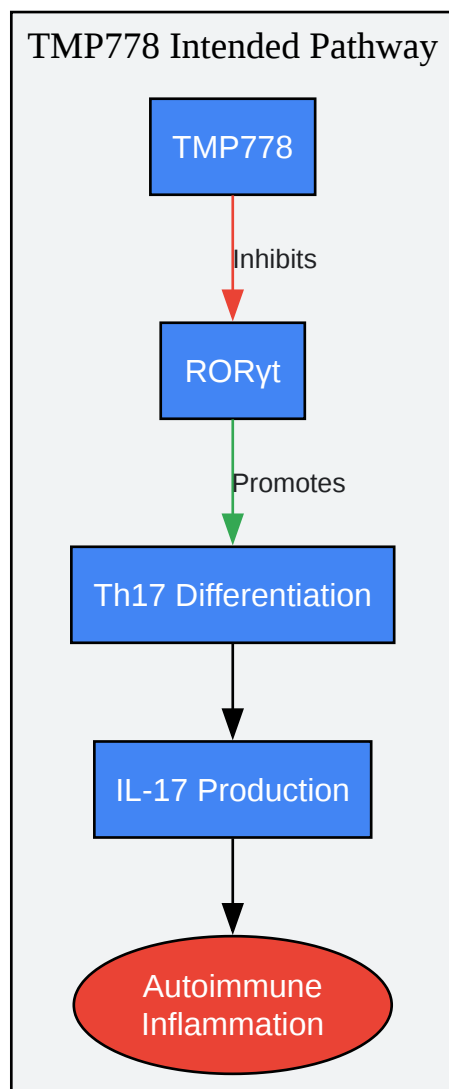 TMP778 Intended Pathway
TMP778
Inhibits
RORγt
Promotes
Th17 Differentiation
IL-17 Production
Autoimmune
Inflammation